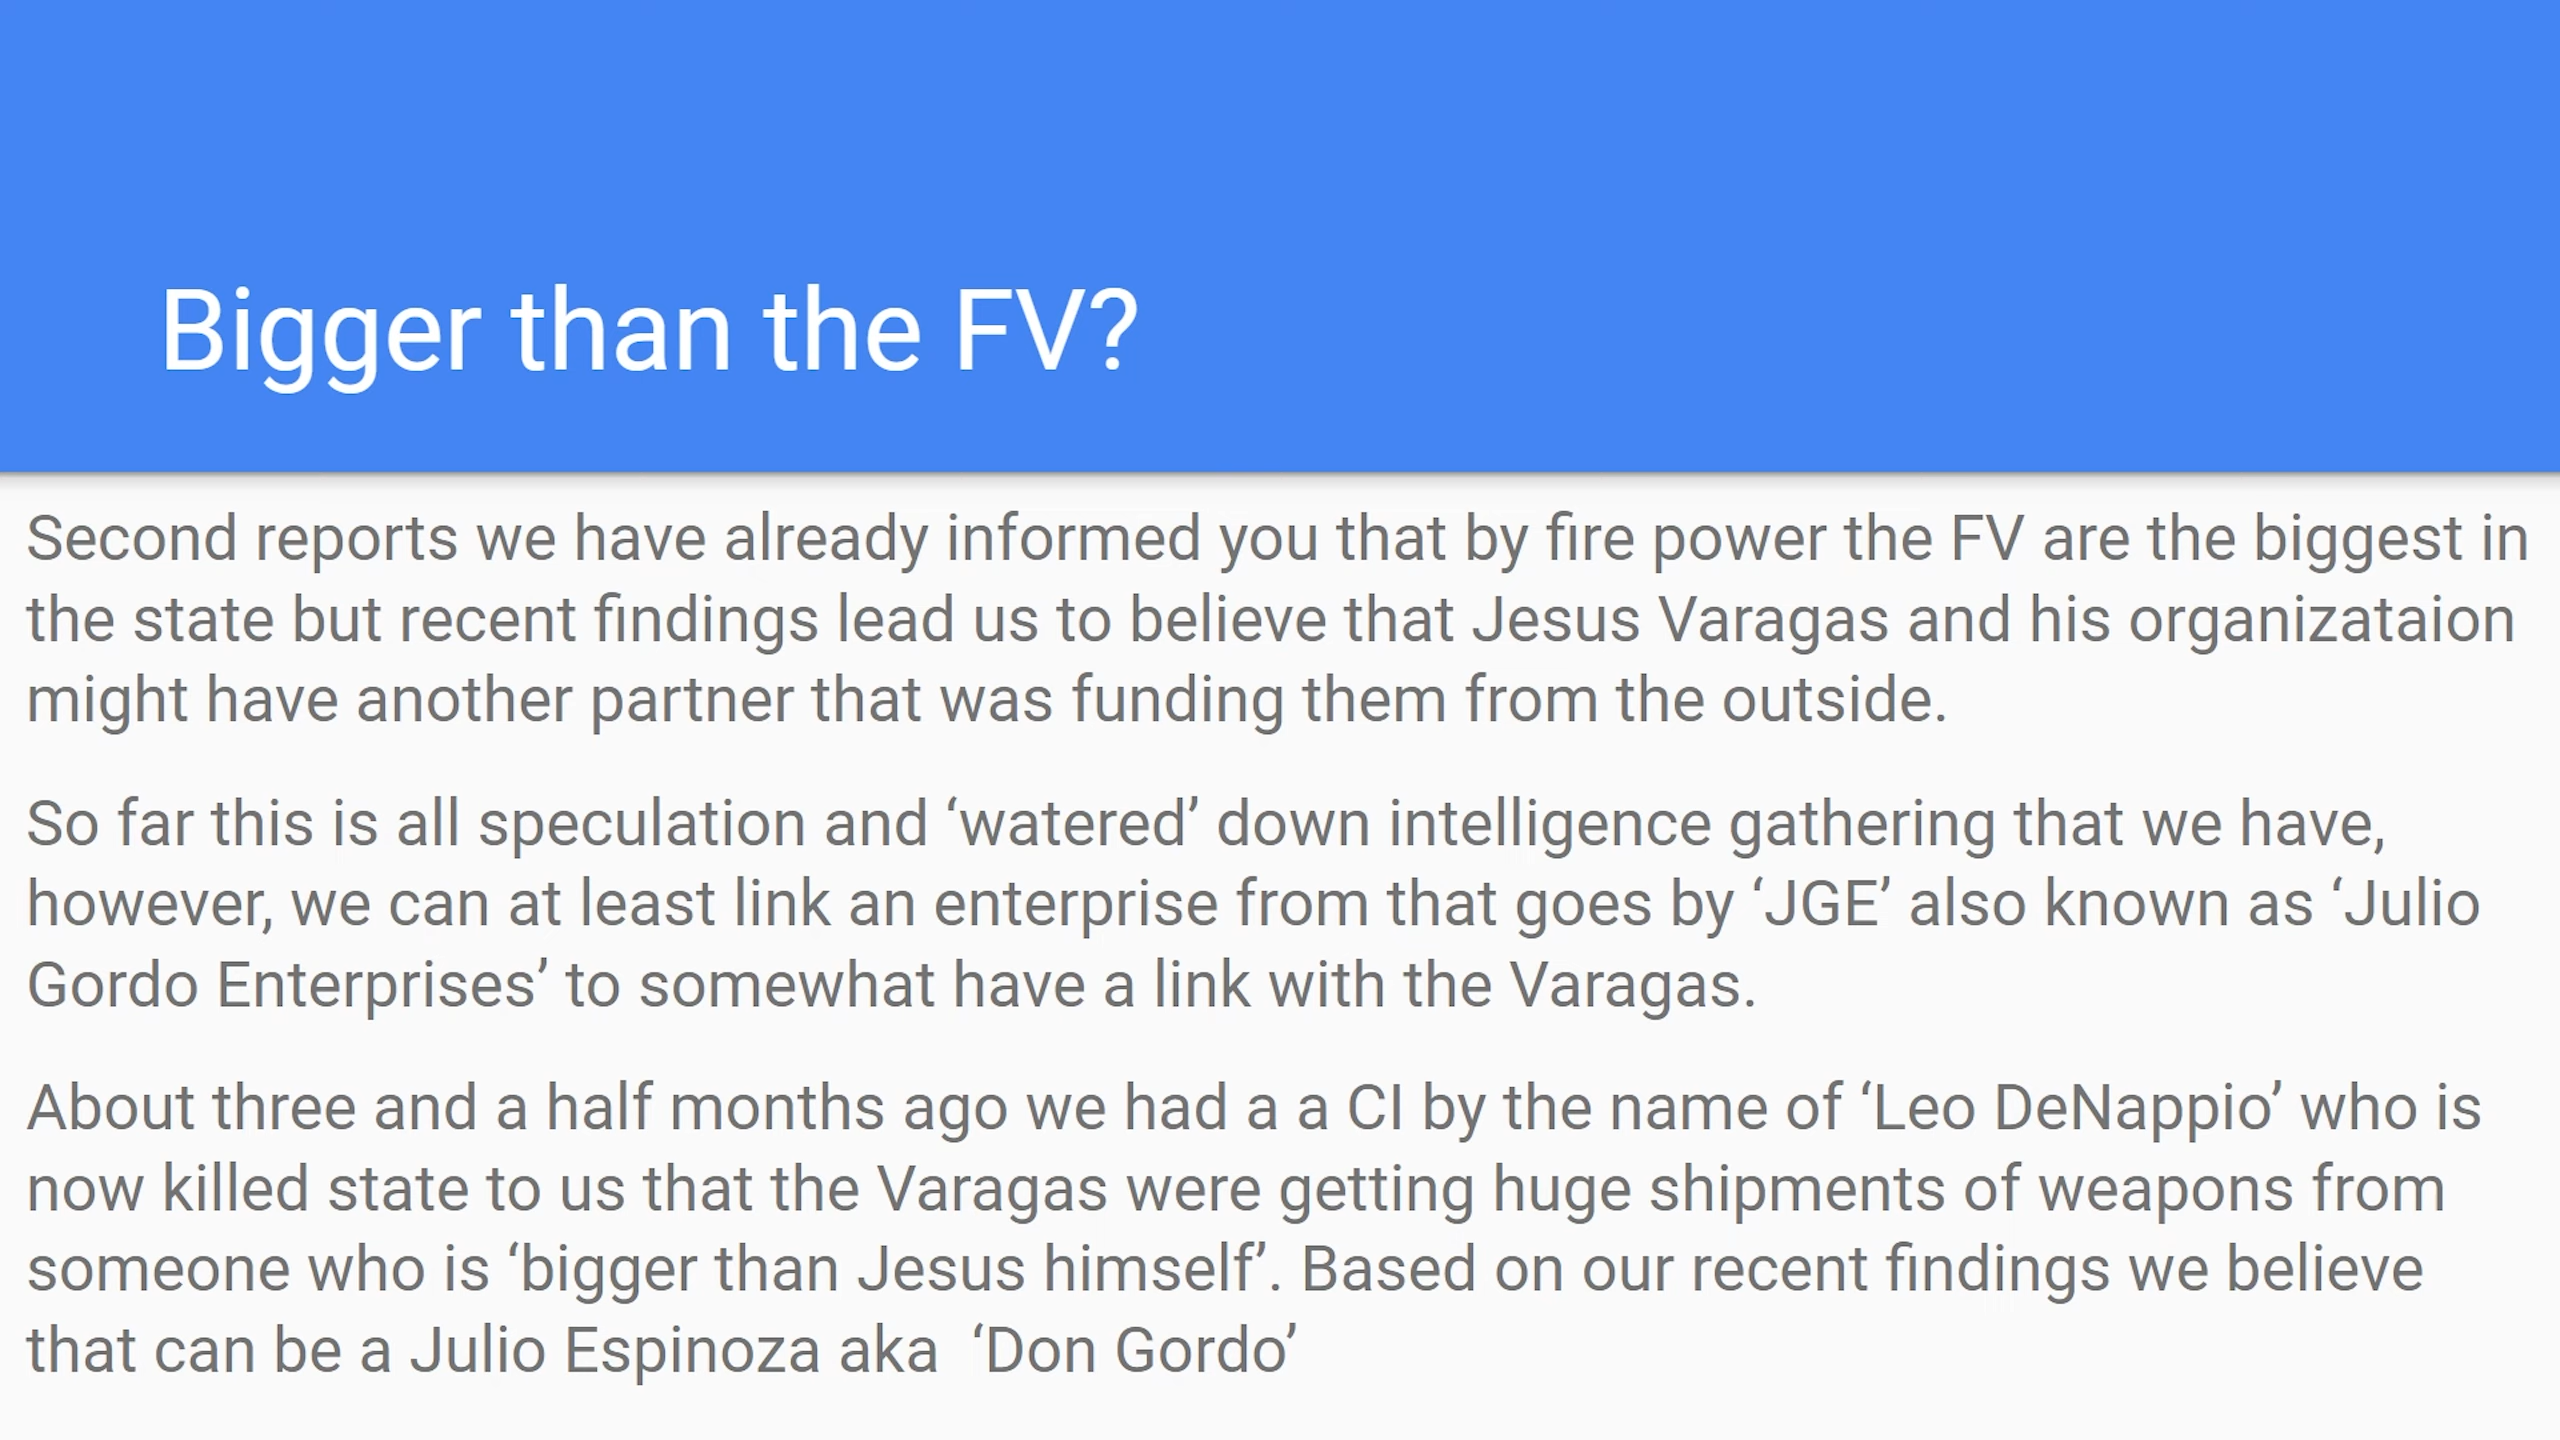 Bigger than the FV?
Second reports we have already informed you that by fire power the FV are the biggest in
the state but recent findings lead us to believe that Jesus Varagas and his organizataion
might have another partner that was funding them from the outside.
So far this is all speculation and ‘watered’ down intelligence gathering that we have,
however, we can at least link an enterprise from that goes by ‘JGE’ also known as ‘Julio
Gordo Enterprises’ to somewhat have a link with the Varagas.
About three and a half months ago we had a a CI by the name of ‘Leo DeNappio’ who is
now killed state to us that the Varagas were getting huge shipments of weapons from
someone who is ‘bigger than Jesus himself’. Based on our recent findings we believe
that can be a Julio Espinoza aka  ‘Don Gordo’